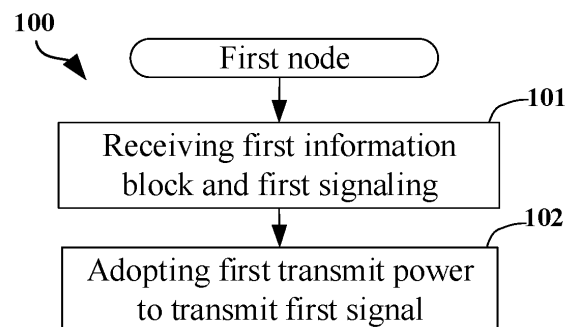 100
First node
101
Receiving first information
block and first signaling
102
Adopting first transmit power
to transmit first signal